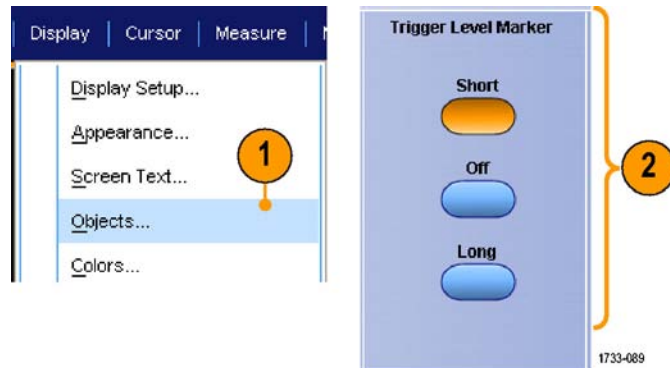 Display | Cursor | Measure |
Display Setup...
Appearance...
Screen Text...
Objects...
Colors...
1
Trigger Level Marker
Short
Off
Long
2
1733-089